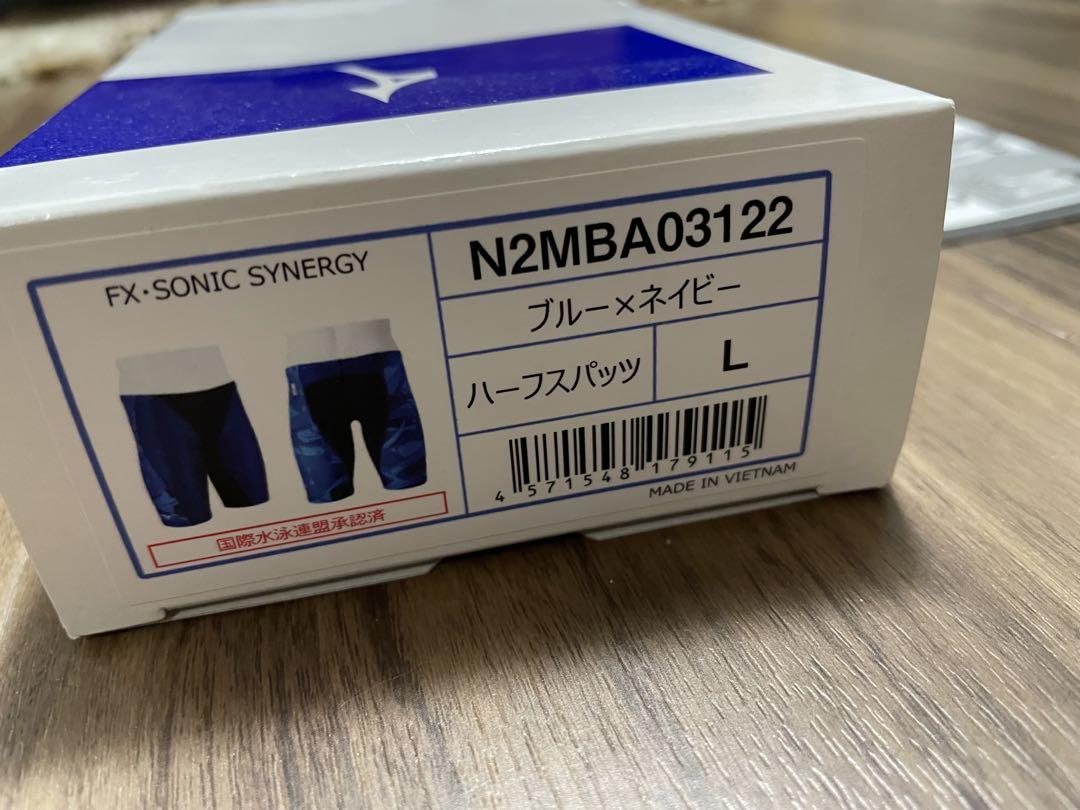 FX・SONIC SYNERGY
国際水泳連盟承認済
N2MBA03122
ブルー×ネイビー
ハーフスパッツ
L
4 571548 179115
MADE IN VIETNAM